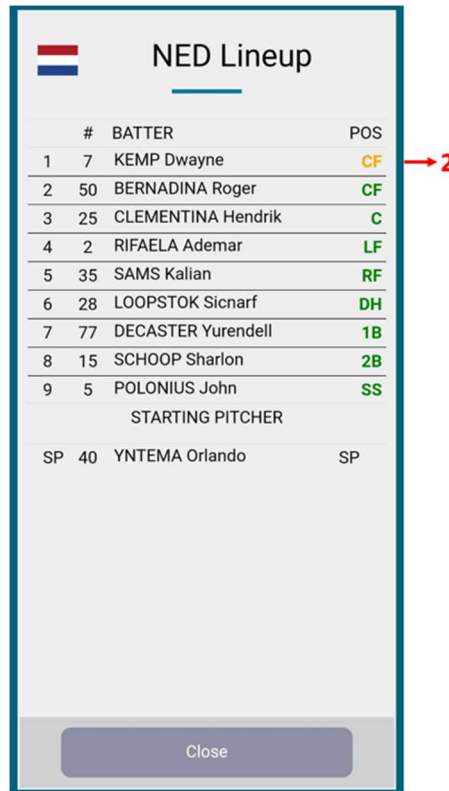 NED Lineup
# BATTER POS
1 7 KEMP Dwayne CF 2
2 50 BERNADINA Roger CF
3 25 CLEMENTINA Hendrik C
4 2 RIFAELA Ademar LF
5 35 SAMS Kalian RF
6 28 LOOPSTOK Sicnarf DH
7 77 DECASTER Yurendell 1B
8 15 SCHOOP Sharlon 2B
9 5 POLONIUS John SS
STARTING PITCHER
SP 40 YNTEMA Orlando SP
Close